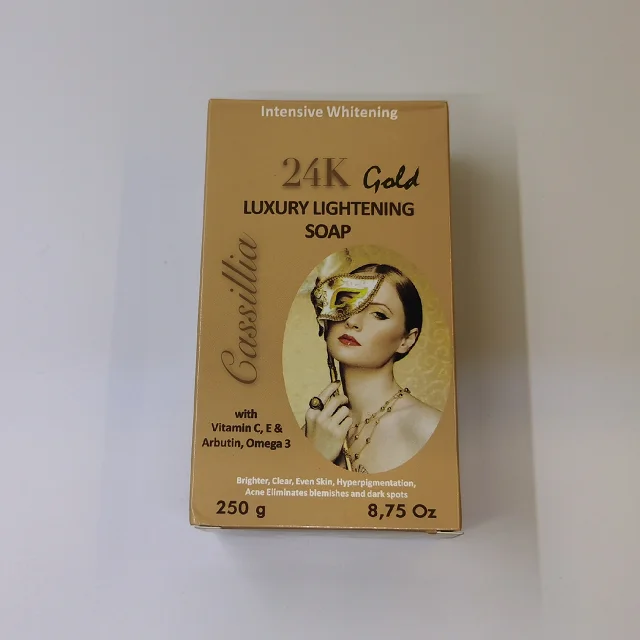 Intensive Whitening
24K Gold
LUXURY LIGHTENING
SOAP
Cassillia
with
Vitamin C, E &
Arbutin, Omega 3
Brighter, Clear, Even Skin, Hyperpigmentation,
Acne Eliminates blemishes and dark spots
250 g 8,75 Oz